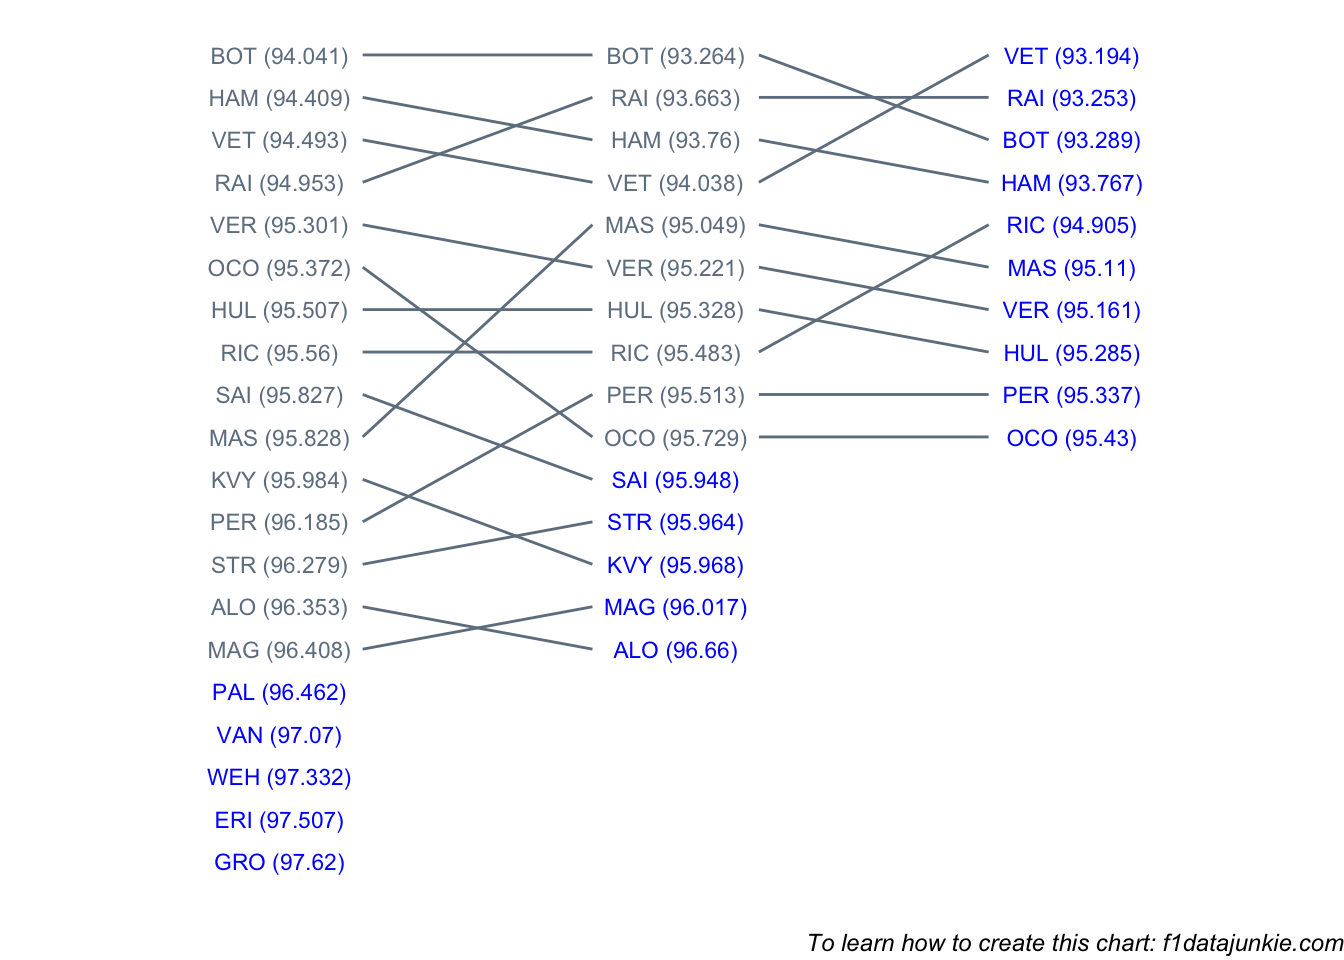 BOT (94.041) BOT (93.264) VET (93.194)
HAM (94.409) RAI (93.663) RAI (93.253)
VET (94.493) HAM (93.76) BOT (93.289)
RAI (94.953) VET (94.038) HAM (93.767)
VER (95.301) MAS (95.049) RIC (94.905)
OCO (95.372) VER (95.221) MAS (95.11)
HUL (95.507) HUL (95.328) VER (95.161)
RIC (95.56) RIC (95.483) HUL (95.285)
SAI (95.827) PER (95.513) PER (95.337)
MAS (95.828) OCO (95.729) OCO (95.43)
KVY (95.984) SAI (95.948)
PER (96.185) STR (95.964)
STR (96.279) KVY (95.968)
ALO (96.353) MAG (96.017)
MAG (96.408) ALO (96.66)
PAL (96.462)
VAN (97.07)
WEH (97.332)
ERI (97.507)
GRO (97.62)
To learn how to create this chart: f1datajunkie.com